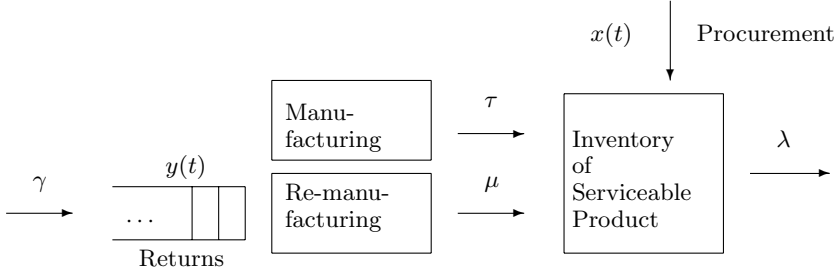 x(t)
Procurement
Manu-
facturing
τ
Inventory
of
Serviceable
Product
λ
γ
y(t)
...
Returns
Re-manu-
facturing
μ